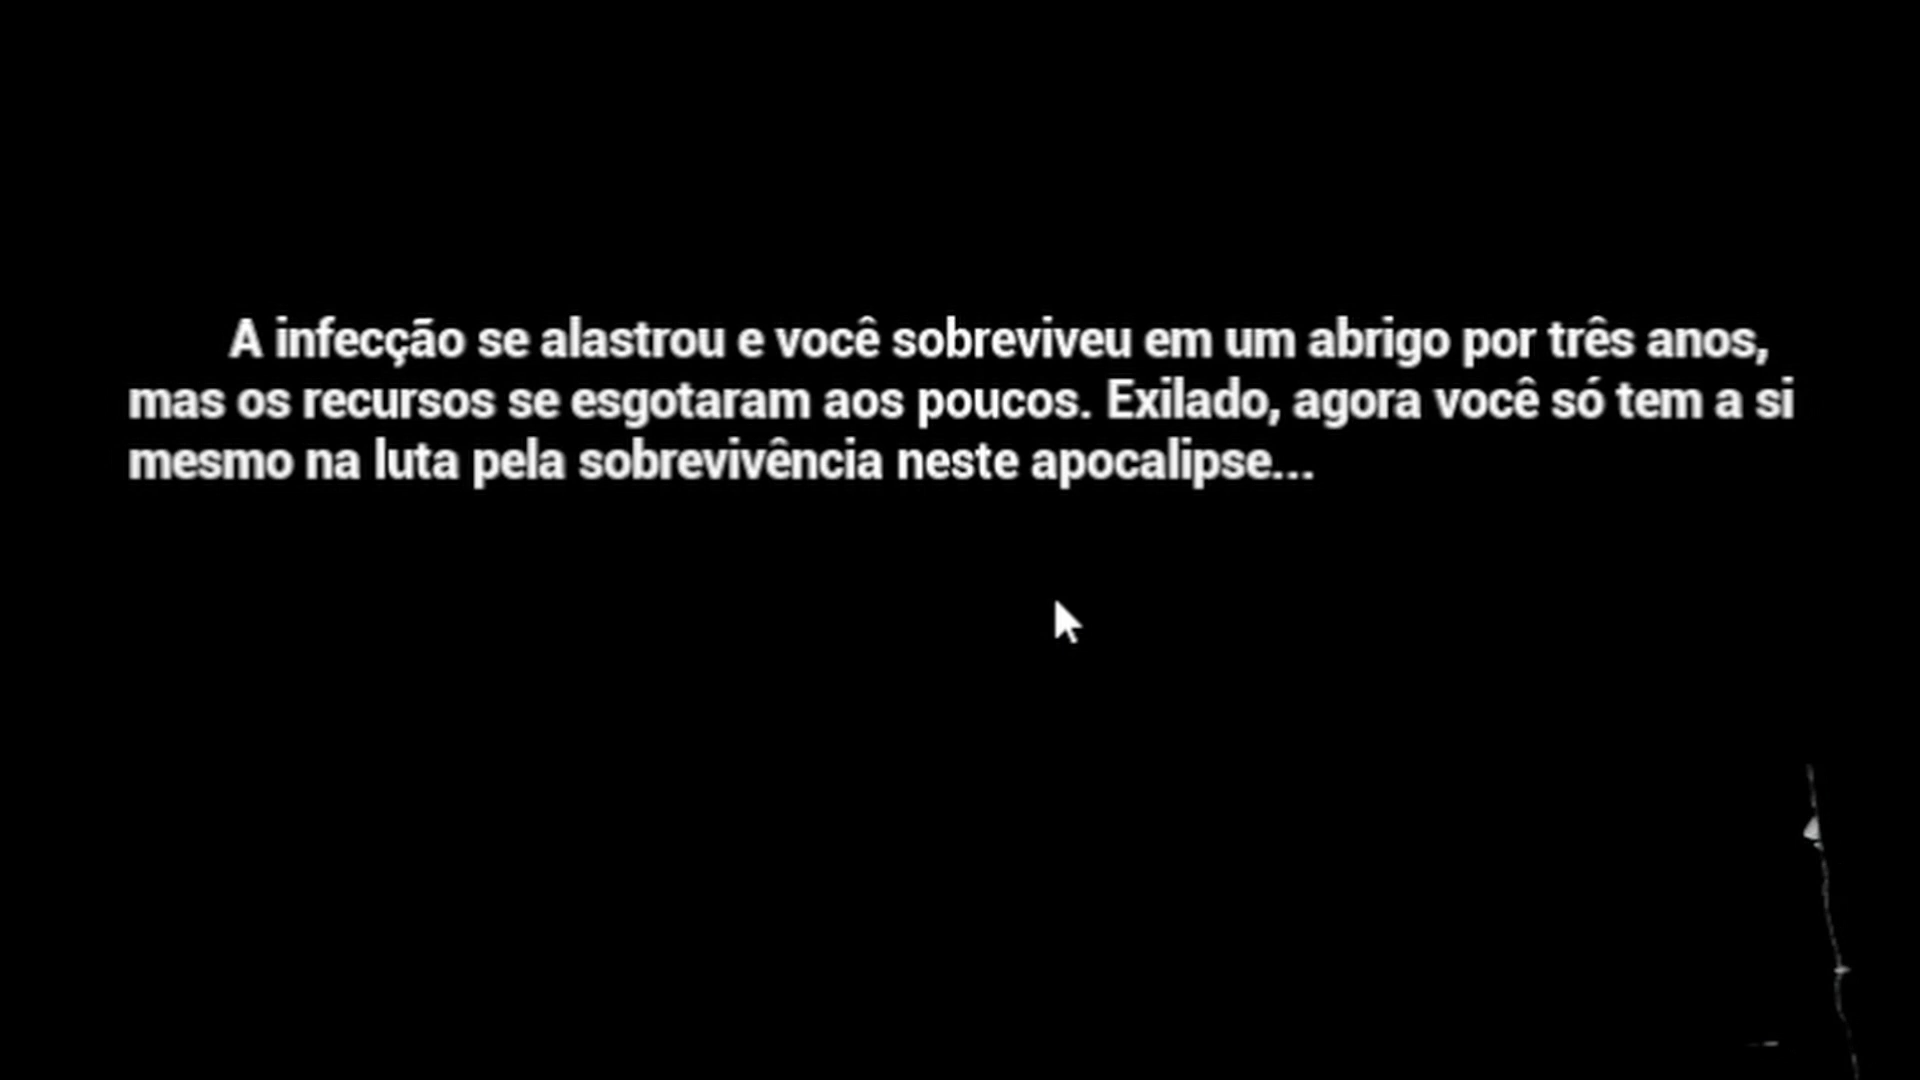 A infecção se alastrou e você sobreviveu em um abrigo por três anos,
mas os recursos se esgotaram aos poucos. Exilado, agora você só tem a si
mesmo na luta pela sobrevivência neste apocalipse...